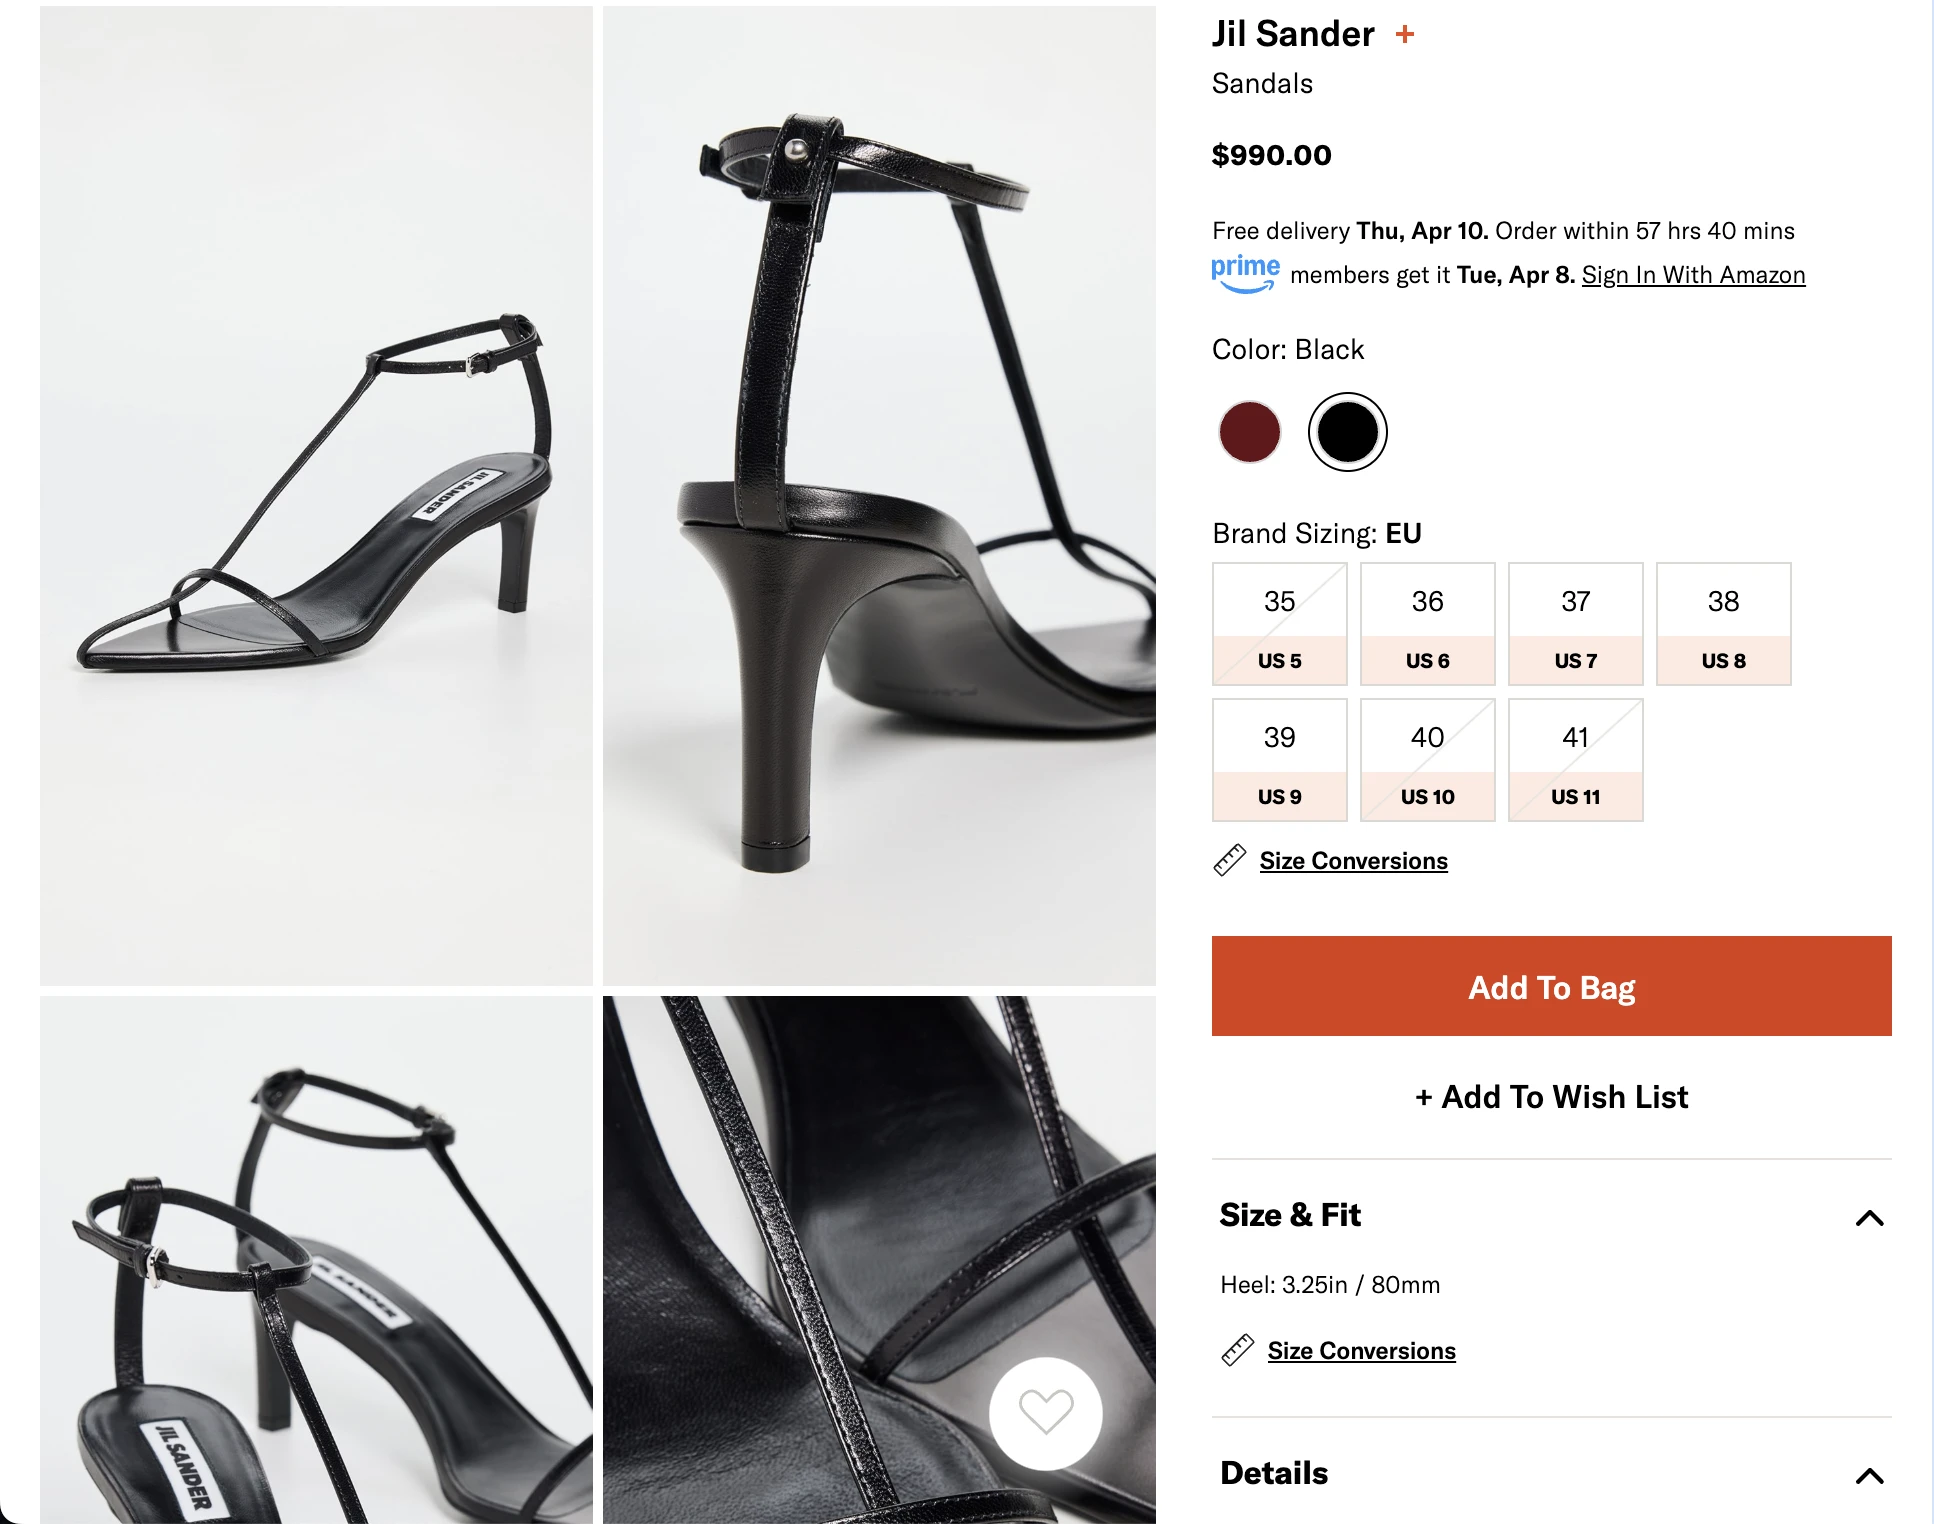 Jil Sander +
Sandals
$990.00
Free delivery Thu, Apr 10. Order within 57 hrs 40 mins
prime members get it Tue, Apr 8. Sign In With Amazon
Color: Black
Brand Sizing: EU
35 36 37 38
US 5 US 6 US 7 US 8
39 40 41
US 9 US 10 US 11
Size Conversions
Add To Bag
+ Add To Wish List
Size & Fit
Heel: 3.25in / 80mm
Size Conversions
Details
JIL SANDER
JIL SANDER
JIL SANDER